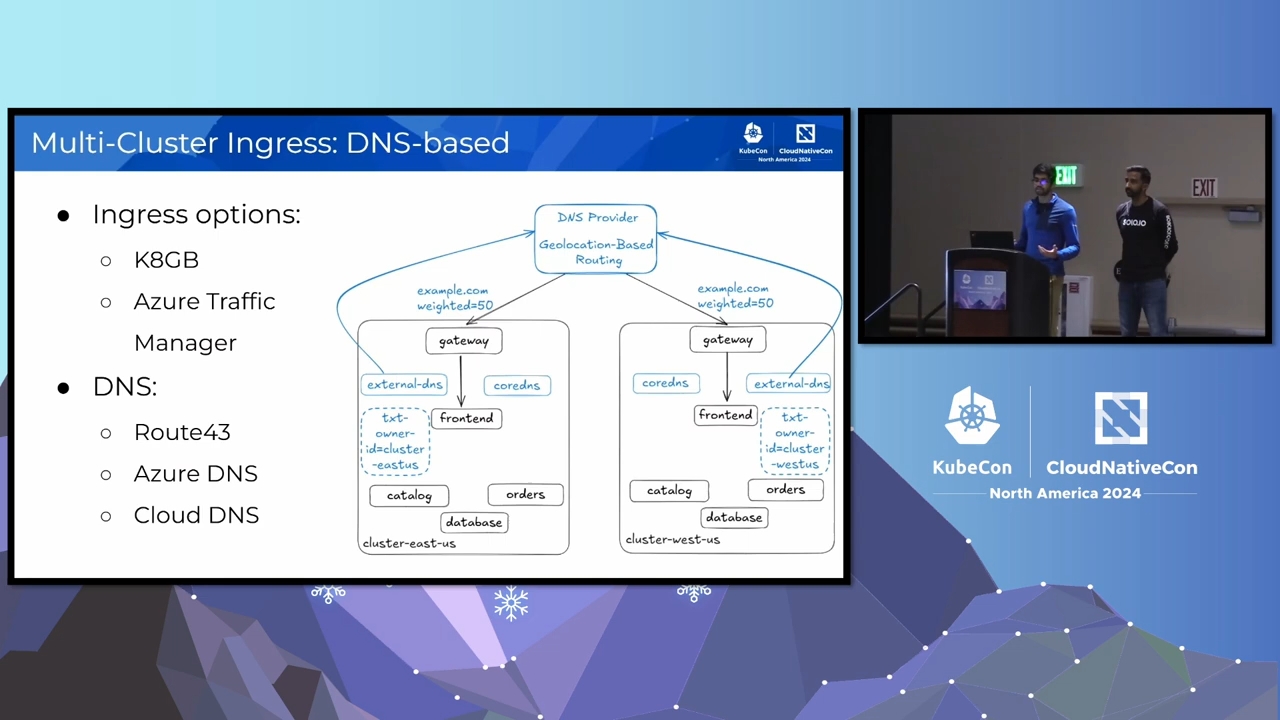 Multi-Cluster Ingress: DNS-based
KubeCon
CloudNativeCon
North America 2024
● Ingress options:
○ K8GB
○ Azure Traffic
Manager
● DNS:
○ Route43
○ Azure DNS
○ Cloud DNS
DNS Provider
Geolocation-Based
Routing
example.com
weighted=50
example.com
weighted=50
gateway
external-dns
coredns
frontend
txt-
owner-
id=cluster
-eastus
catalog
orders
database
cluster-east-us
gateway
coredns
external-dns
frontend
txt-
owner-
id=cluster
-westus
catalog
orders
database
cluster-west-us
EXIT
EXIT
SOLO.IO
KubeCon
CloudNativeCon
North America 2024